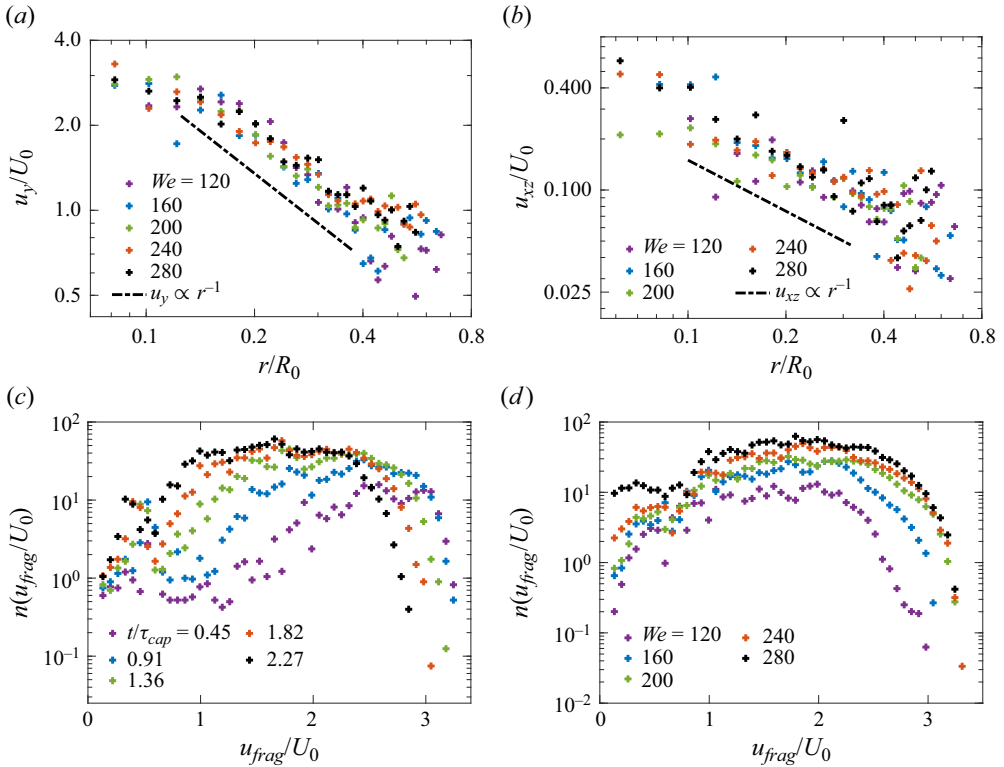 (a)
4.0
2.0
1.0
0.5
u_y/U_0
We = 120
160
200
240
280
u_y ∝ r^{-1}
0.1 0.2 0.4 0.8
r/R_0
(b)
0.400
0.100
0.025
u_{xz}/U_0
We = 120 240
160 280
200 u_{xz} ∝ r^{-1}
0.1 0.2 0.4 0.8
r/R_0
(c)
10^2
10^1
10^0
10^{-1}
n(u_{frag}/U_0)
t/τ_{cap} = 0.45 1.82
0.91 2.27
1.36
0 1 2 3
u_{frag}/U_0
(d)
10^2
10^1
10^0
10^{-1}
10^{-2}
n(u_{frag}/U_0)
We = 120 240
160 280
200
0 1 2 3
u_{frag}/U_0